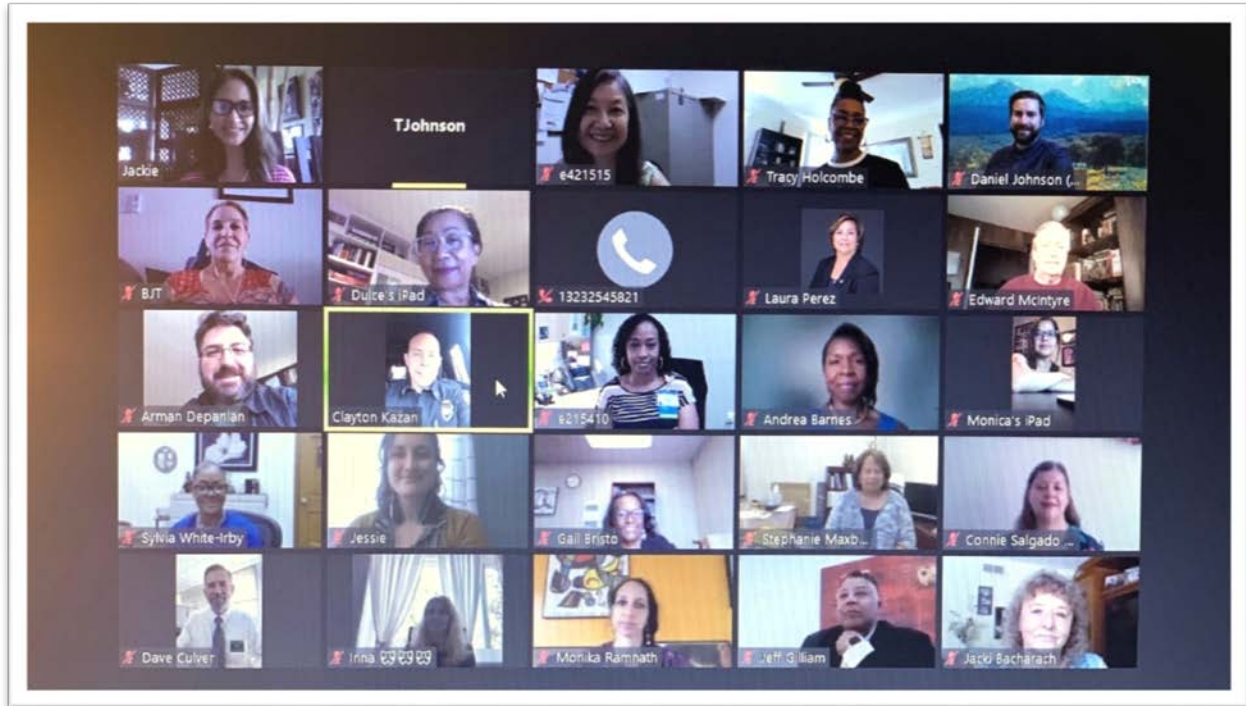 Jackie
TJohnson
e421515
Tracy Holcombe
Daniel Johnson (...
BJT
Dulce's iPad
13232545821
Laura Perez
Edward McIntyre
Arman Depanian
Clayton Kazan
e215410
Andrea Barnes
Monica's iPad
Sylvia White-Irby
Jessie
Gail Bristo
Stephanie Maxb...
Connie Salgado ...
Dave Culver
Inna
Monika Ramnath
Jeff Gilliam
Jacki Bacharach